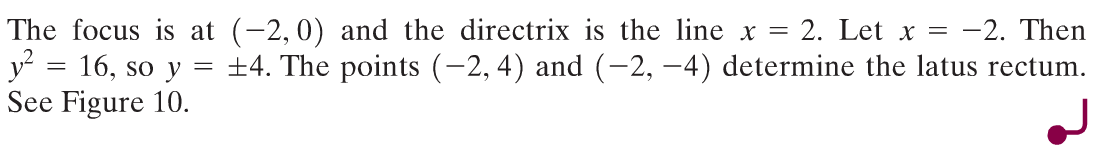 The focus is at (−2, 0) and the directrix is the line x = 2. Let x = −2. Then
y² = 16, so y = ±4. The points (−2, 4) and (−2, −4) determine the latus rectum.
See Figure 10.